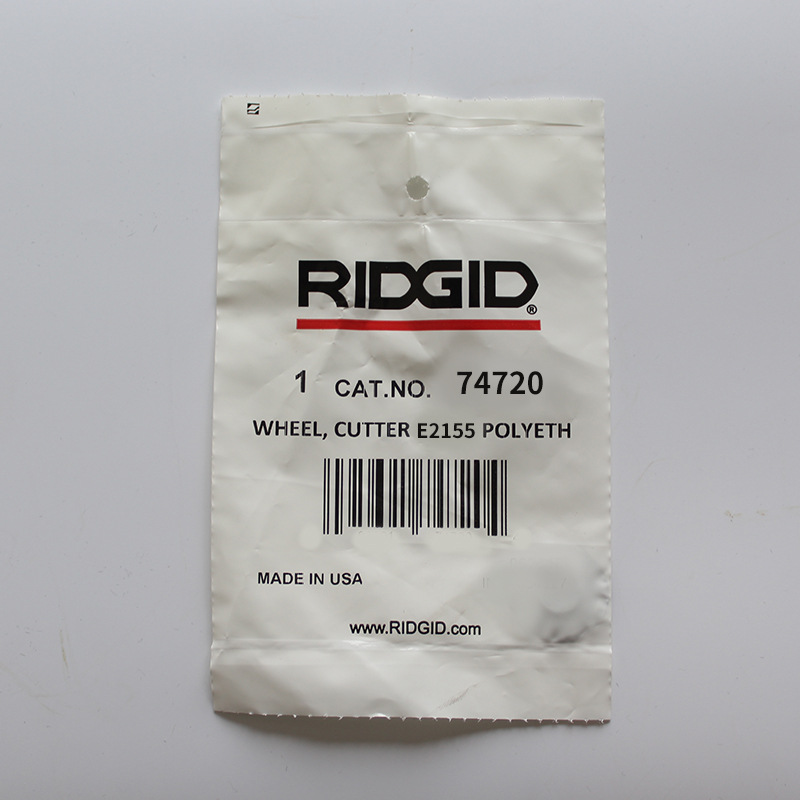 RIDGID®
1 CAT.NO. 74720
WHEEL, CUTTER E2155 POLYETH
MADE IN USA
www.RIDGID.com